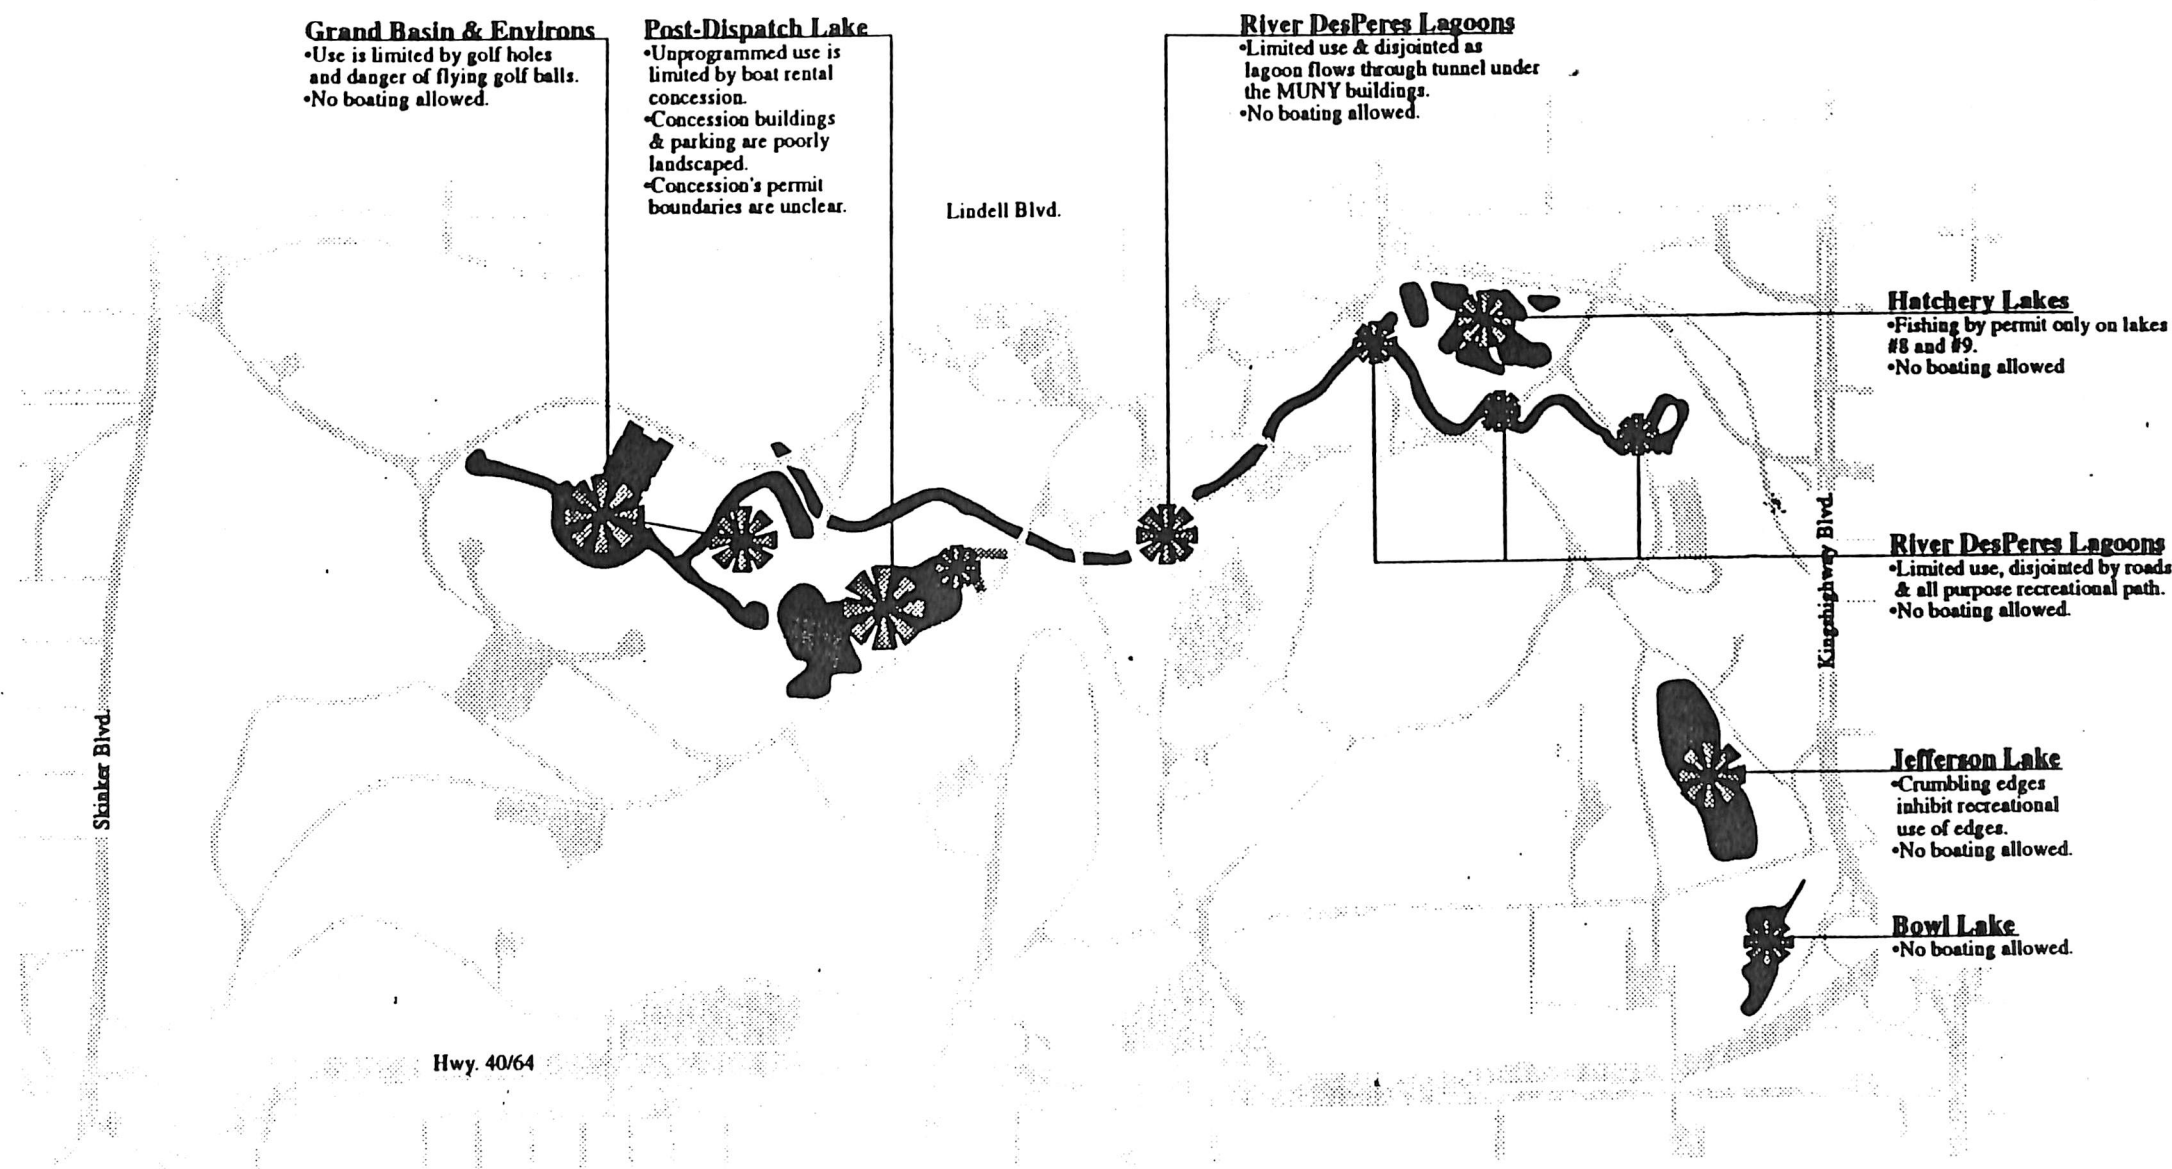 Grand Basin & Environs
•Use is limited by golf holes
and danger of flying golf balls.
•No boating allowed.
Post-Dispatch Lake
•Unprogrammed use is
limited by boat rental
concession.
•Concession buildings
& parking are poorly
landscaped.
•Concession's permit
boundaries are unclear.
River DesPeres Lagoons
•Limited use & disjointed as
lagoon flows through tunnel under
the MUNY buildings.
•No boating allowed.
Lindell Blvd.
Hatchery Lakes
•Fishing by permit only on lakes
#8 and #9.
•No boating allowed
River DesPeres Lagoons
•Limited use, disjointed by roads
& all purpose recreational path.
•No boating allowed.
Kingshighway Blvd.
Skinker Blvd.
Jefferson Lake
•Crumbling edges
inhibit recreational
use of edges.
•No boating allowed.
Bowl Lake
•No boating allowed.
Hwy. 40/64